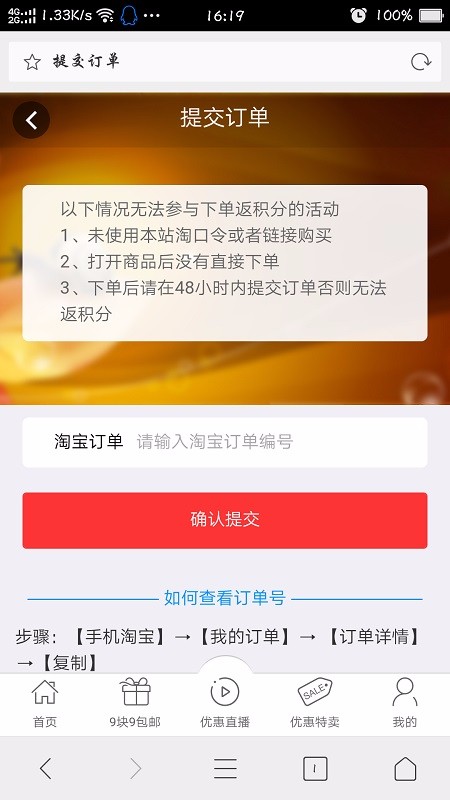 4G 2G 1.33K/s 16:19 100%
提交订单
提交订单
以下情况无法参与下单返积分的活动
1、未使用本站淘口令或者链接购买
2、打开商品后没有直接下单
3、下单后请在48小时内提交订单否则无法
返积分
淘宝订单 请输入淘宝订单编号
确认提交
如何查看订单号
步骤：【手机淘宝】→【我的订单】→【订单详情】
→【复制】
SALE
首页 9块9包邮 优惠直播 优惠特卖 我的
1